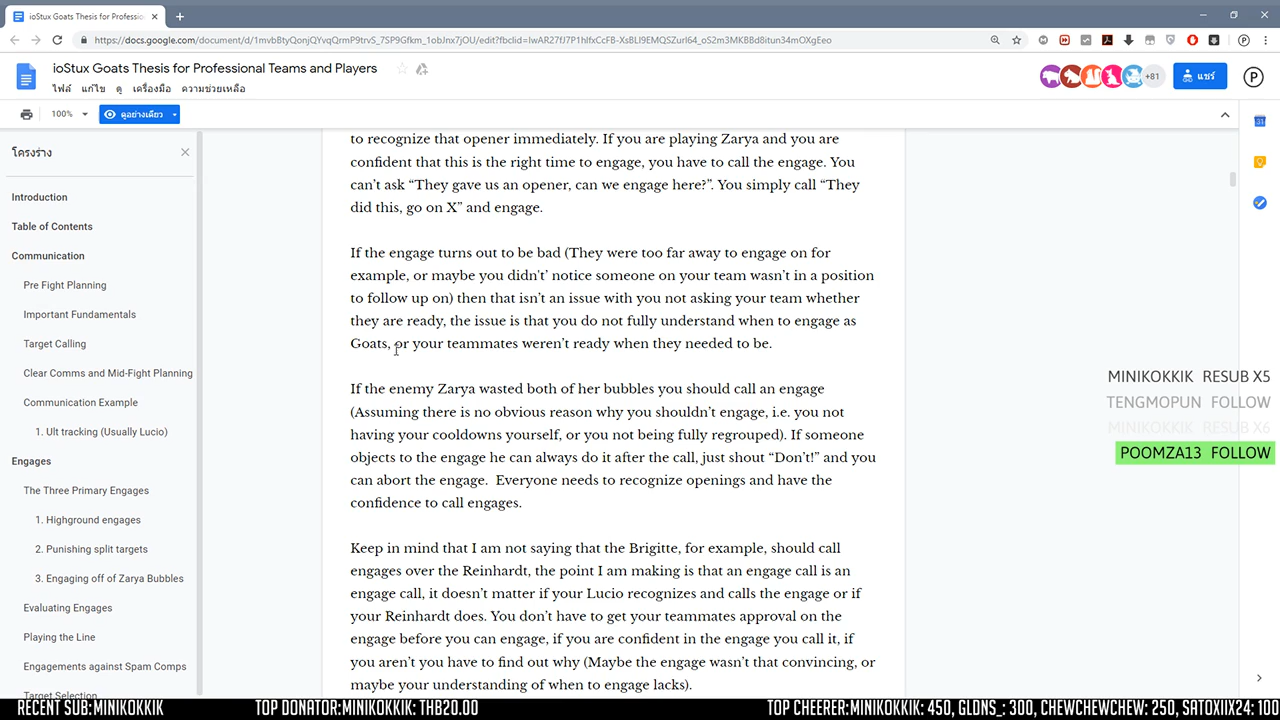 ioStux Goats Thesis for Professio
https://docs.google.com/document/d/1mvbBtyQonjQYvqQrmP9trvS_7SP9Gfkm_1obJnx7jOU/edit?fbclid=IwAR27fJ7P1hlfxCcFB-XsBLl9EMQSZurl64_oS2m3MKBBd8itun34mOXgEeo
ioStux Goats Thesis for Professional Teams and Players
ไฟล์ แก้ไข ดู เครื่องมือ ความช่วยเหลือ
+81
แชร์
P
100%
ดูอย่างเดียว
โครงร่าง
Introduction
Table of Contents
Communication
Pre Fight Planning
Important Fundamentals
Target Calling
Clear Comms and Mid-Fight Planning
Communication Example
1. Ult tracking (Usually Lucio)
Engages
The Three Primary Engages
1. Highground engages
2. Punishing split targets
3. Engaging off of Zarya Bubbles
Evaluating Engages
Playing the Line
Engagements against Spam Comps
Target Selection
to recognize that opener immediately. If you are playing Zarya and you are
confident that this is the right time to engage, you have to call the engage. You
can't ask “They gave us an opener, can we engage here?”. You simply call “They
did this, go on X” and engage.
If the engage turns out to be bad (They were too far away to engage on for
example, or maybe you didn't' notice someone on your team wasn't in a position
to follow up on) then that isn't an issue with you not asking your team whether
they are ready, the issue is that you do not fully understand when to engage as
Goats, or your teammates weren't ready when they needed to be.
If the enemy Zarya wasted both of her bubbles you should call an engage
(Assuming there is no obvious reason why you shouldn't engage, i.e. you not
having your cooldowns yourself, or you not being fully regrouped). If someone
objects to the engage he can always do it after the call, just shout “Don't!” and you
can abort the engage.  Everyone needs to recognize openings and have the
confidence to call engages.
Keep in mind that I am not saying that the Brigitte, for example, should call
engages over the Reinhardt, the point I am making is that an engage call is an
engage call, it doesn't matter if your Lucio recognizes and calls the engage or if
your Reinhardt does. You don't have to get your teammates approval on the
engage before you can engage, if you are confident in the engage you call it, if
you aren't you have to find out why (Maybe the engage wasn't that convincing, or
maybe your understanding of when to engage lacks).
MINIKOKKIK RESUB X5
TENGMOPUN FOLLOW
MINIKOKKIK RESUB X6
POOMZA13 FOLLOW
RECENT SUB:MINIKOKKIK TOP DONATOR:MINIKOKKIK: THB20.00 TOP CHEERER:MINIKOKKIK: 450, GLDNS_: 300, CHEWCHEWCHEW: 250, SATOXIIX24: 100